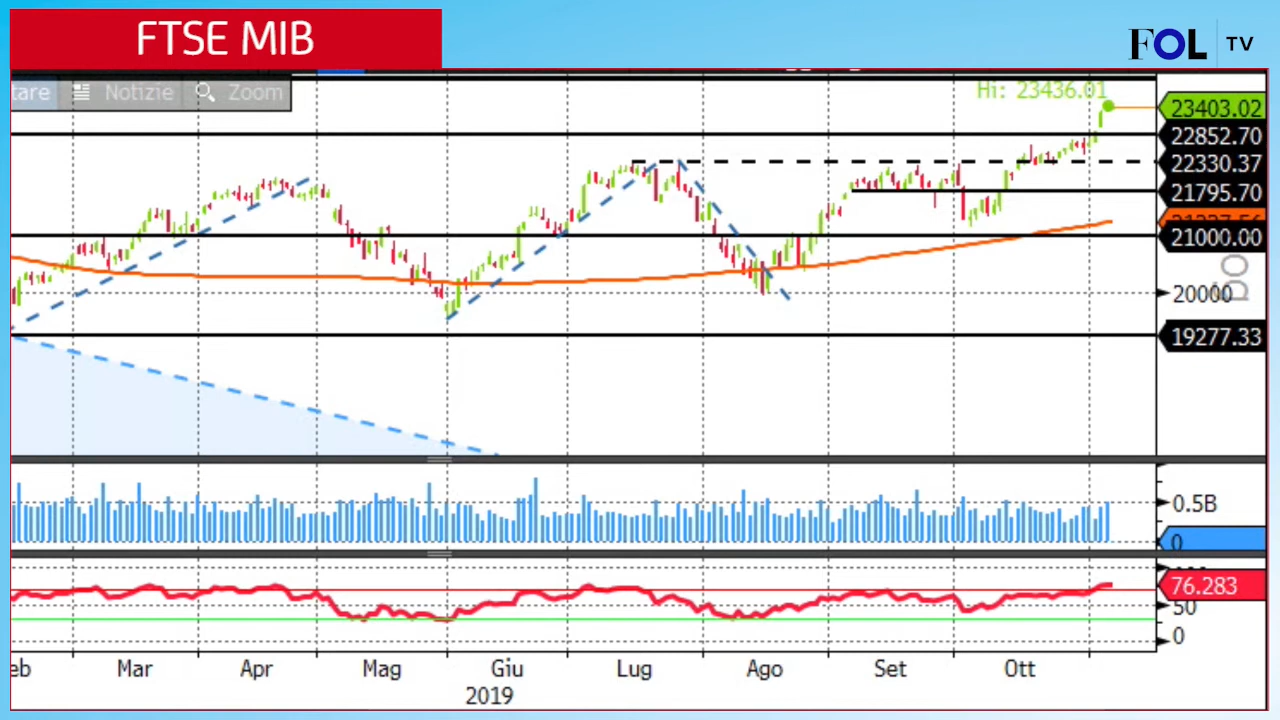 FTSE MIB
FOL TV
tare Notizie Zoom
Hi: 23436.01
23403.02
22852.70
22330.37
21795.70
21000.00
20000
19277.33
0.5B
0
76.283
50
0
eb Mar Apr Mag Giu Lug Ago Set Ott
2019